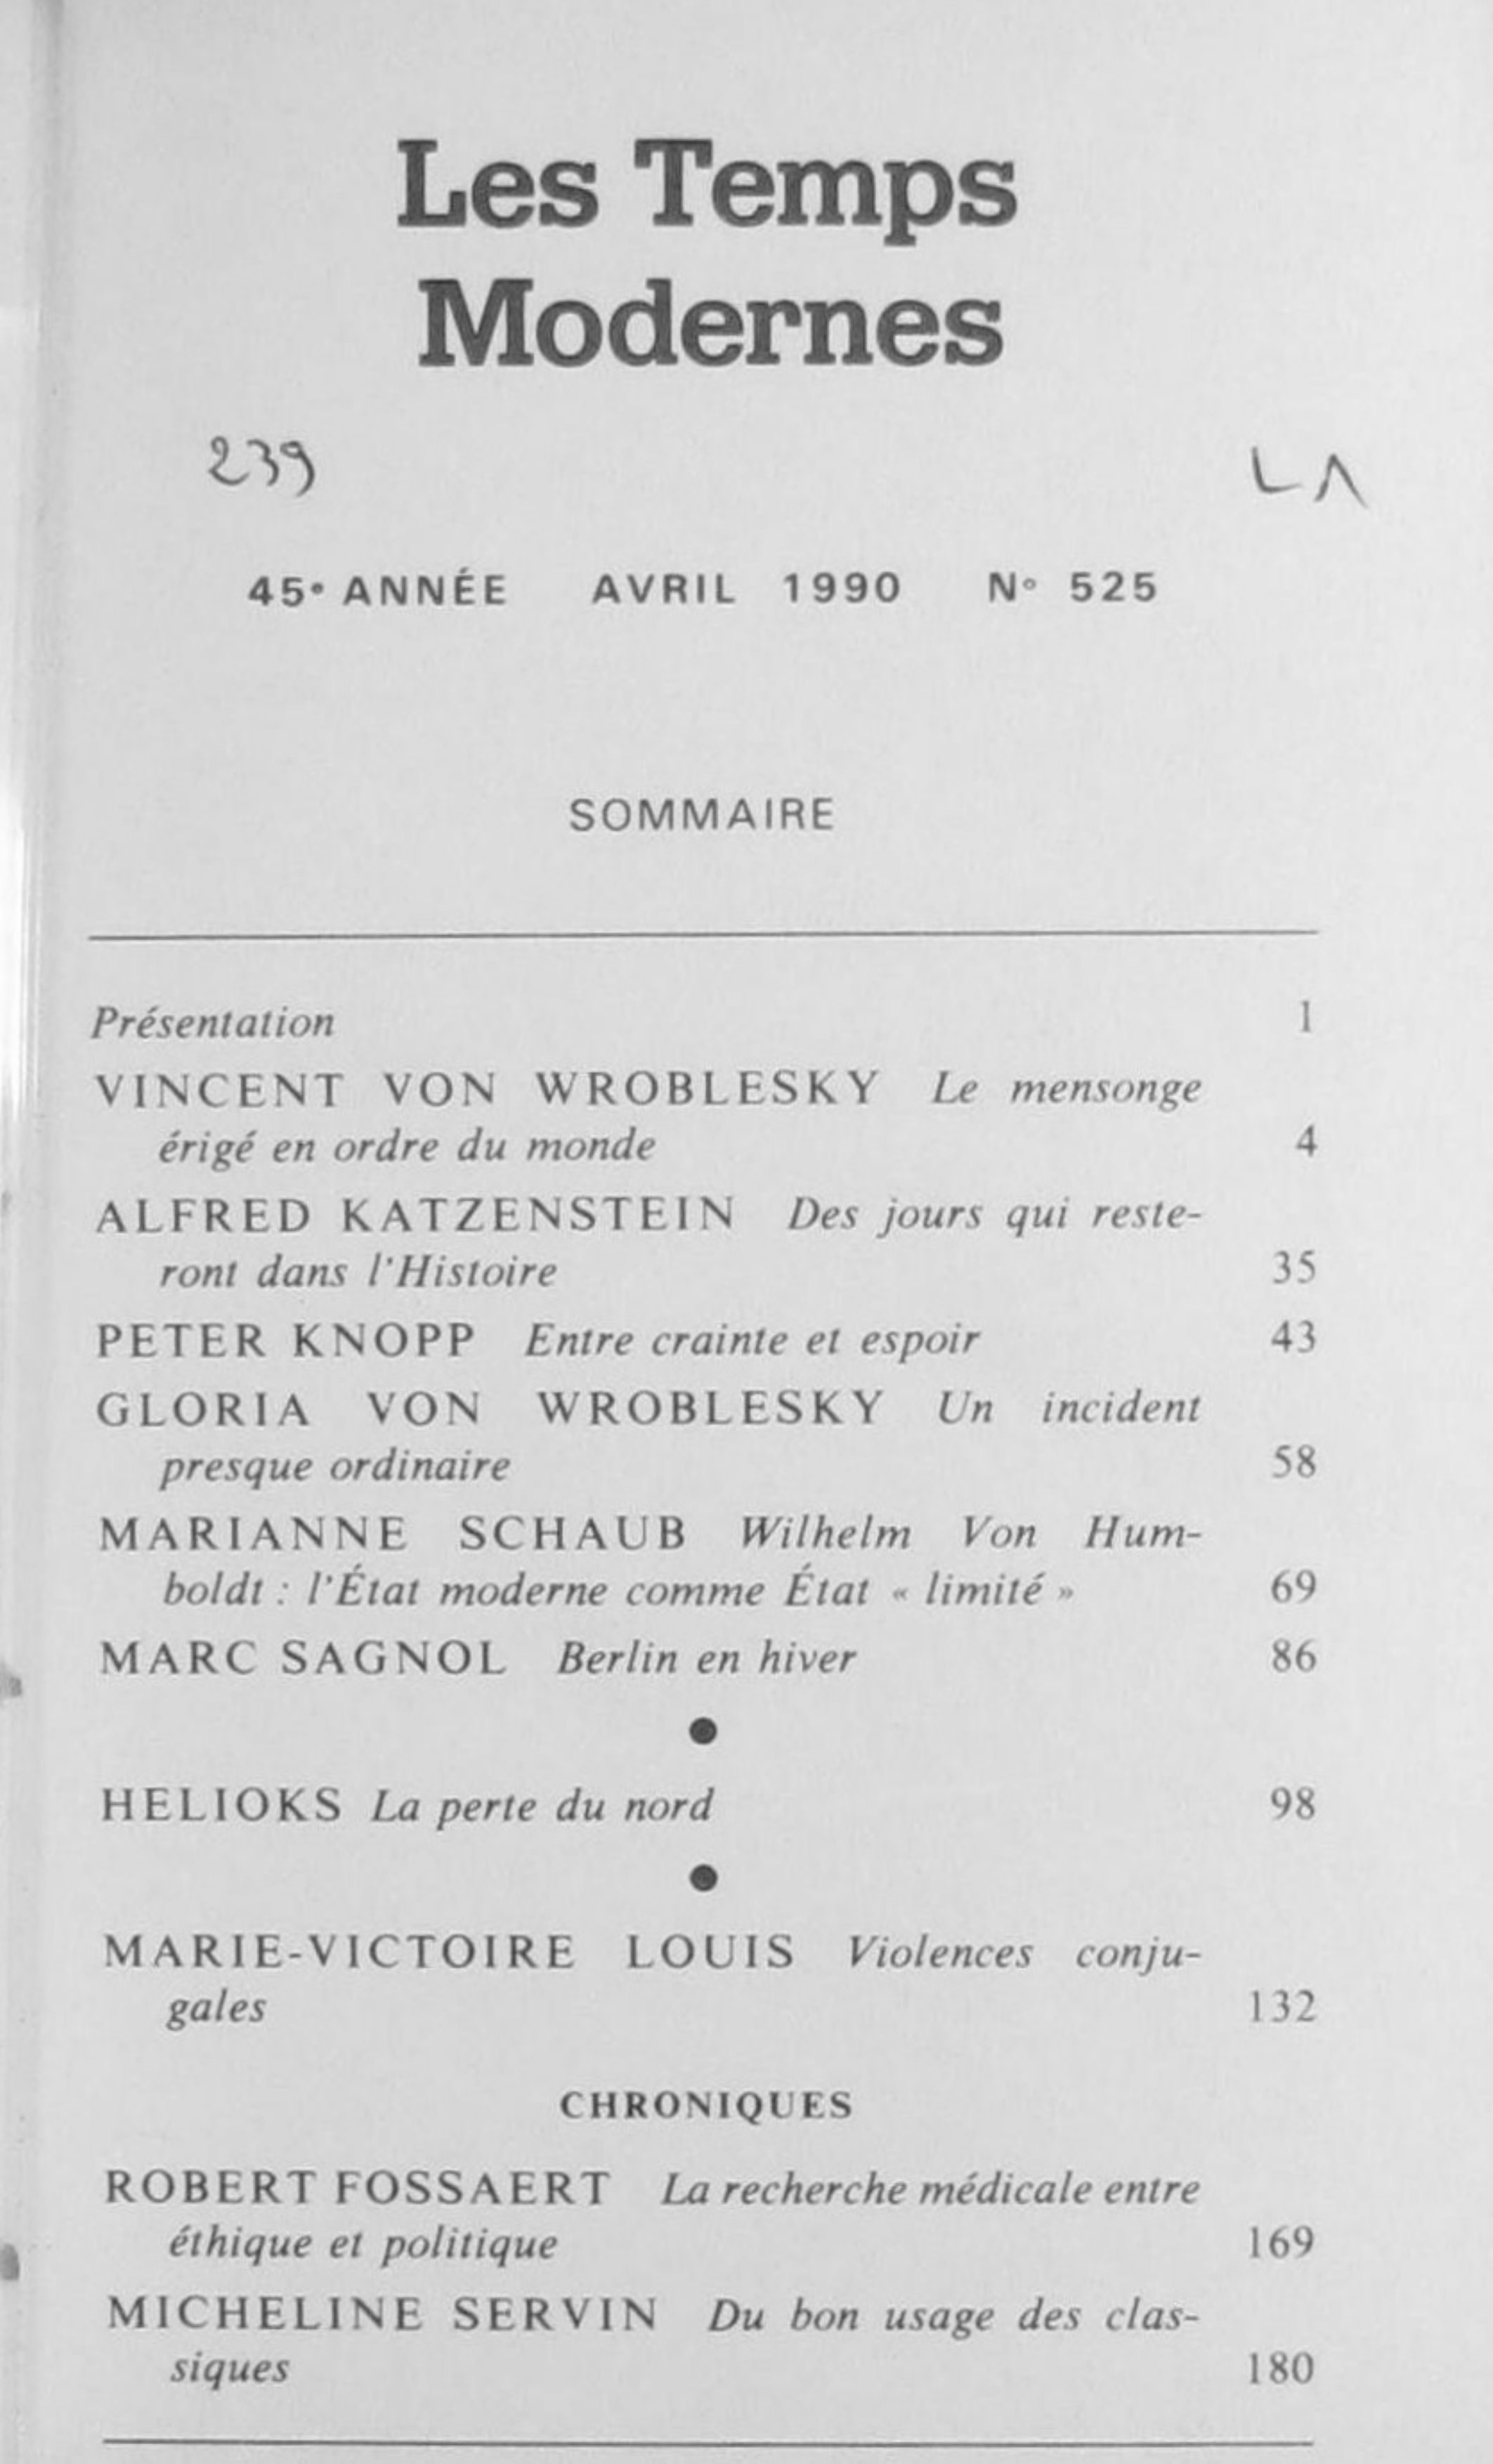 Les Temps
Modernes
239
LA
45e ANNÉE AVRIL 1990 No 525
SOMMAIRE
Présentation 1
VINCENT VON WROBLESKY Le mensonge
érigé en ordre du monde 4
ALFRED KATZENSTEIN Des jours qui reste-
ront dans l'Histoire 35
PETER KNOPP Entre crainte et espoir 43
GLORIA VON WROBLESKY Un incident
presque ordinaire 58
MARIANNE SCHAUB Wilhelm Von Hum-
boldt : l'État moderne comme État « limité » 69
MARC SAGNOL Berlin en hiver 86
●
HELIOKS La perte du nord 98
●
MARIE-VICTOIRE LOUIS Violences conju-
gales 132
CHRONIQUES
ROBERT FOSSAERT La recherche médicale entre
éthique et politique 169
MICHELINE SERVIN Du bon usage des clas-
siques 180